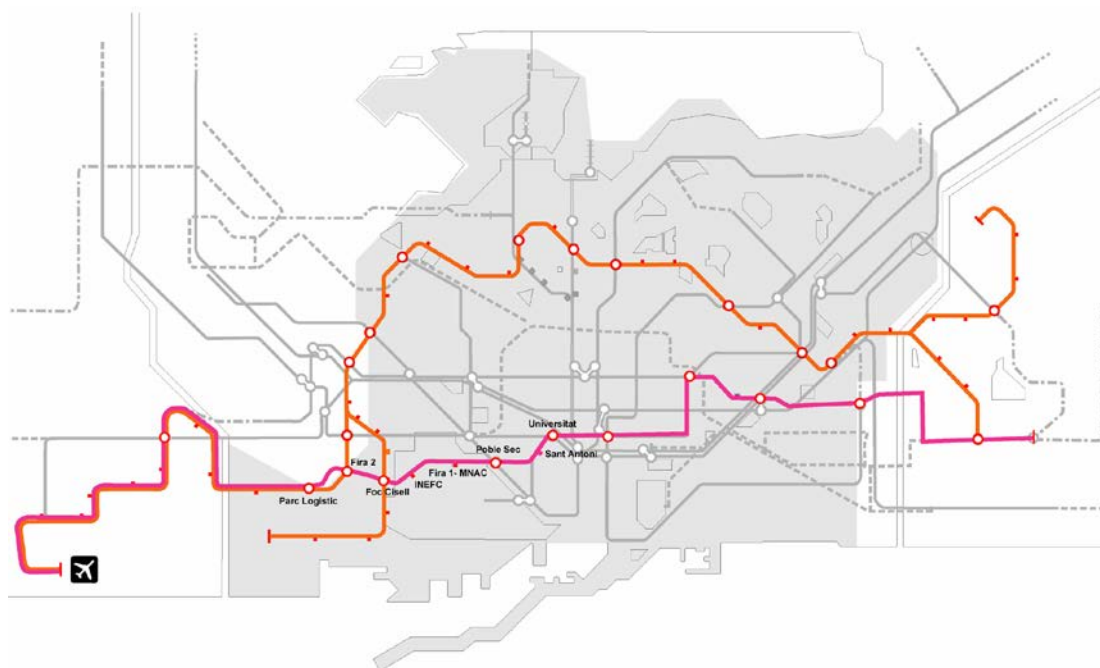 Universitat
Sant Antoni
Poble Sec
Fira 1- MNAC
INEFC
Fira 2
Foc Cisell
Parc Logistic